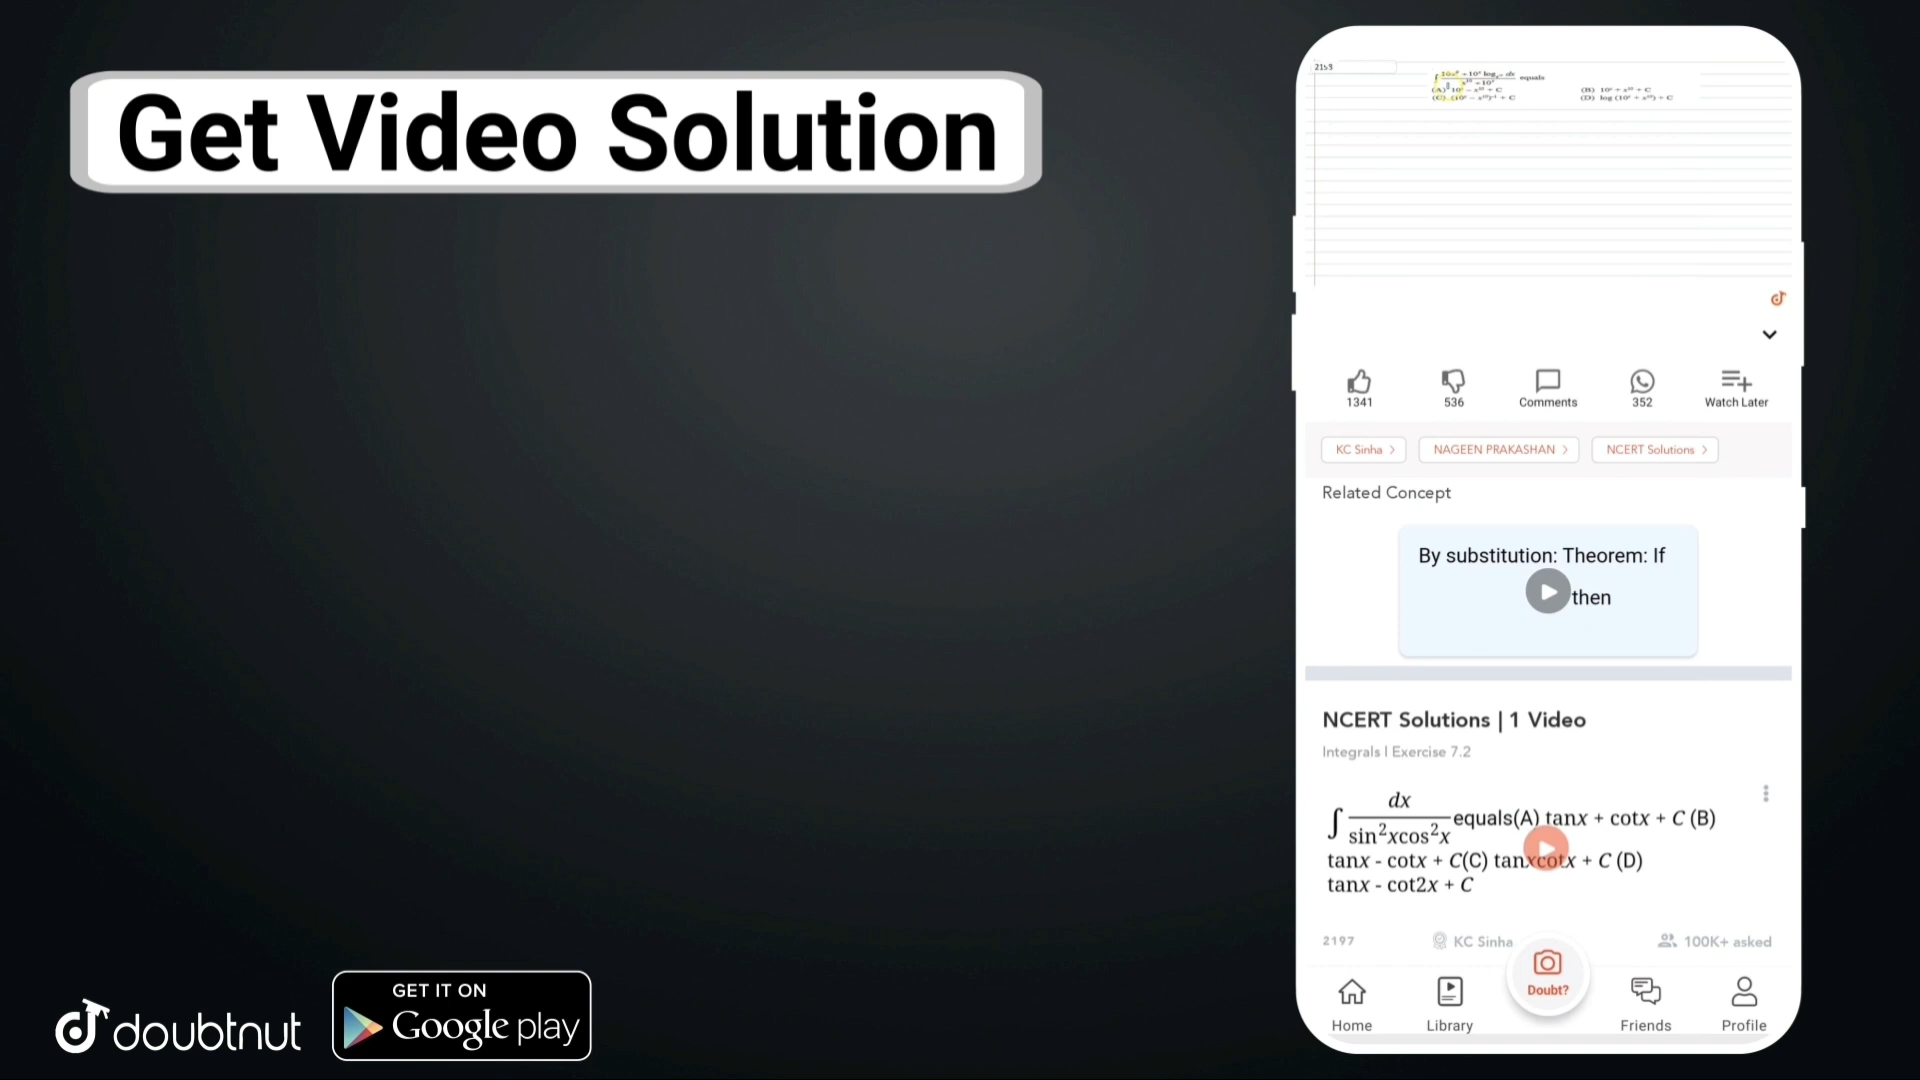 Get Video Solution
equals
1341
536
Comments
352
Watch Later
KC Sinha
NAGEEN PRAKASHAN
NCERT Solutions
Related Concept
By substitution: Theorem: If
then
NCERT Solutions | 1 Video
Integrals | Exercise 7.2
∫ dx / sin²xcos²x equals(A) tanx + cotx + C (B)
tanx - cotx + C(C) tanxcotx + C (D)
tanx - cot2x + C
2197
KC Sinha
100K+ asked
Doubt?
Home
Library
Friends
Profile
doubtnut
GET IT ON
Google play